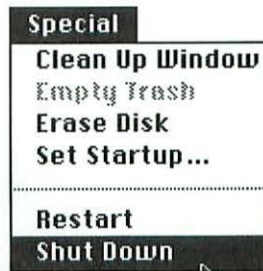 Special
Clean Up Window
Empty Trash
Erase Disk
Set Startup...
Restart
Shut Down